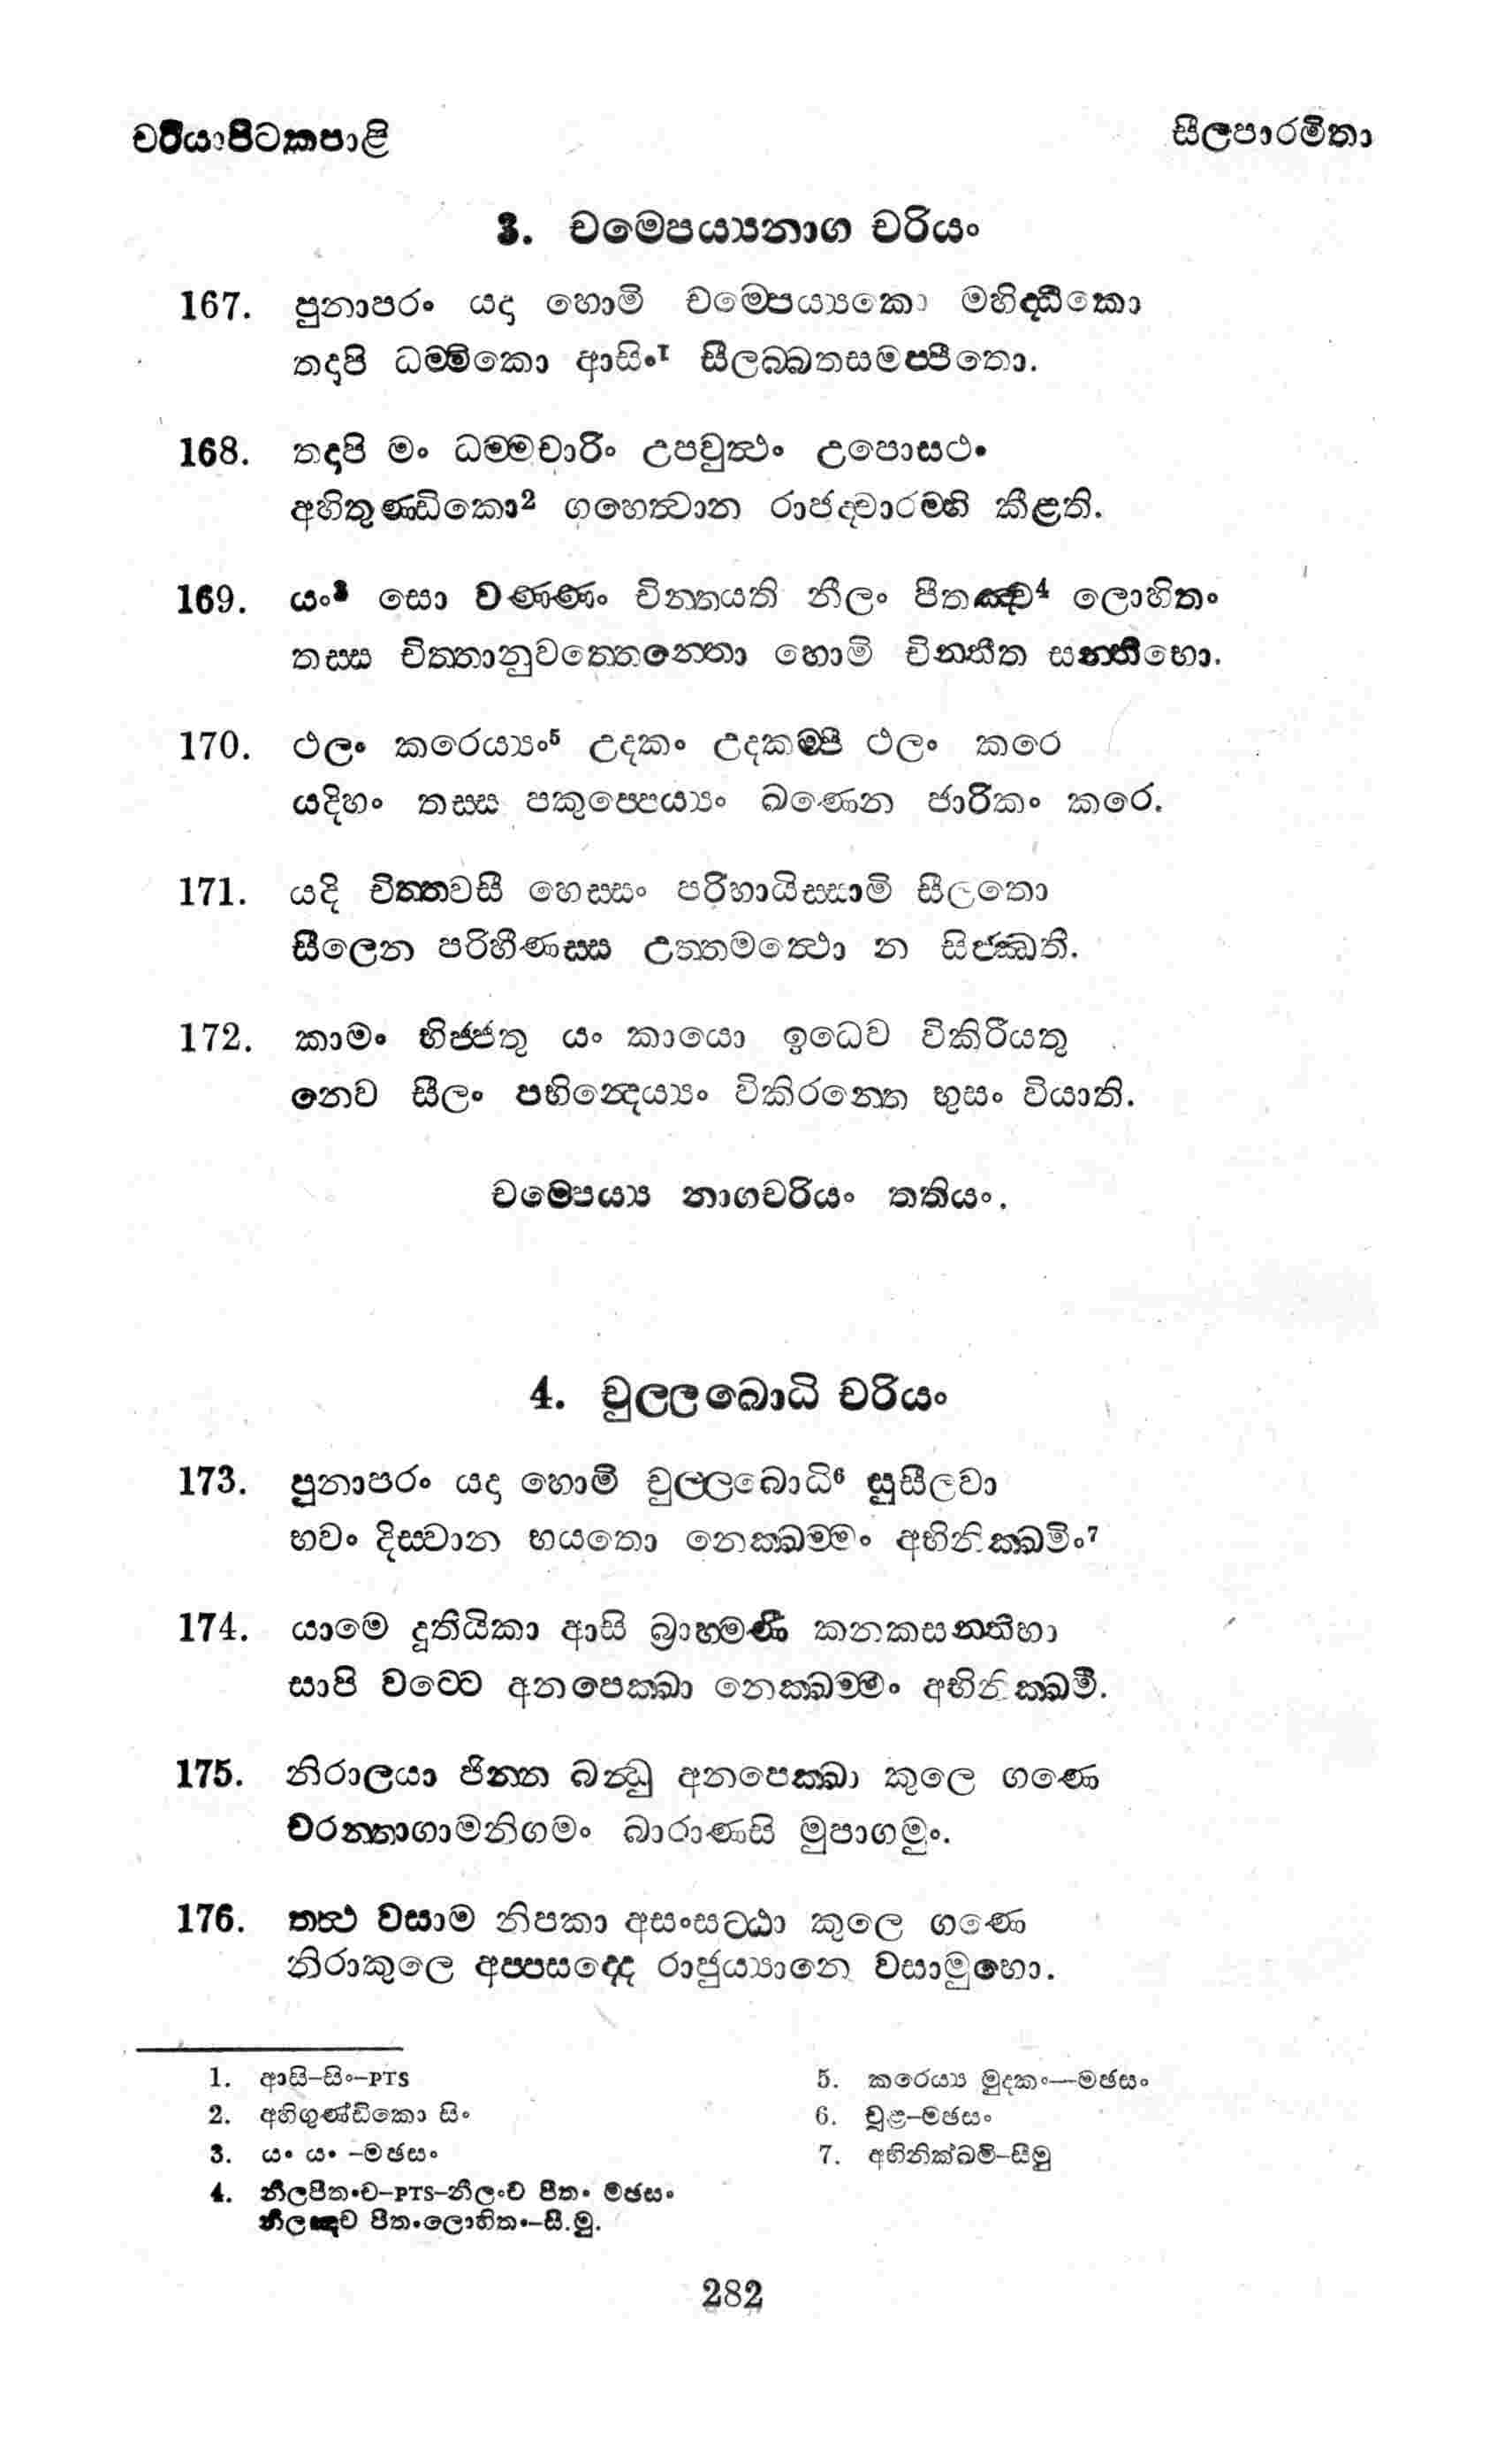 චරියාපිටකපාළි
සීලපාරමිතා
3. චම්පෙය්‍යනාග චරියං
167. පුනාපරං යදා හොමි චම්පෙය්‍යකො මහිද්ධිකො
තදාපි ධම්මිකො ආසිං1 සීලබ්බතසමප්පිතො.
168. තදාපි මං ධම්මචාරිං උපවුත්ථං උපොසථං
අහිතුණ්ඩිකො2 ගහෙත්වාන රාජද්වාරම්හි කීළති.
169. යං3 සො වණ්ණං චින්තයති නීලං පීතඤ්ච4 ලොහිතං
තස්ස චිත්තානුවත්තෙන්තො හොමි චින්තිත සන්නිභො.
170. ථලං කරෙය්‍යං5 උදකං උදකම්පි ථලං කරෙ
යදිහං තස්ස පකුප්පෙය්‍යං ඛණෙන ඡාරිකං කරෙ.
171. යදි චිත්තවසී හෙස්සං පරිහායිස්සාමි සීලතො
සීලෙන පරිහීණස්ස උත්තමත්ථො න සිජ්ඣති.
172. කාමං භිජ්ජතු යං කායො ඉධෙව විකිරීයතු
නෙව සීලං පභින්දෙය්‍යං විකිරන්තෙ භුසං වියාති.
චම්පෙය්‍ය නාගචරියං තතියං.
4. චුල්ලබොධි චරියං
173. පුනාපරං යදා හොමි චුල්ලබොධි6 සුසීලවා
භවං දිස්වාන භයතො නෙක්ඛම්මං අභිනික්ඛමිං7
174. යාමෙ දුතියිකා ආසි බ්‍රාහ්මණී කනකසන්නිභා
සාපි වට්ටෙ අනපෙක්ඛා නෙක්ඛම්මං අභිනික්ඛමි.
175. නිරාලයා ඡින්න බන්ධු අනපෙක්ඛා කුලෙ ගණෙ
චරන්තාගාමනිගමං බාරාණසි මුපාගමුං.
176. තත්ථ වසාම නිපකා අසංසට්ඨා කුලෙ ගණෙ
නිරාකුලෙ අප්පසද්දෙ රාජුය්‍යානෙ වසාමුභො.
1. ආසි–සිං–PTS
2. අහිගුණ්ඩිකො සිං
3. යං යං –මඡසං
4. නීලපීතංච–PTS–නීලංච පීතං මඡසං
නීලඤ්ච පීතංලොහිතං–සී.මු.
5. කරෙය්‍ය මුදකං—මඡසං
6. චූළ–මඡසං
7. අභිනික්ඛමි–සීමු
282